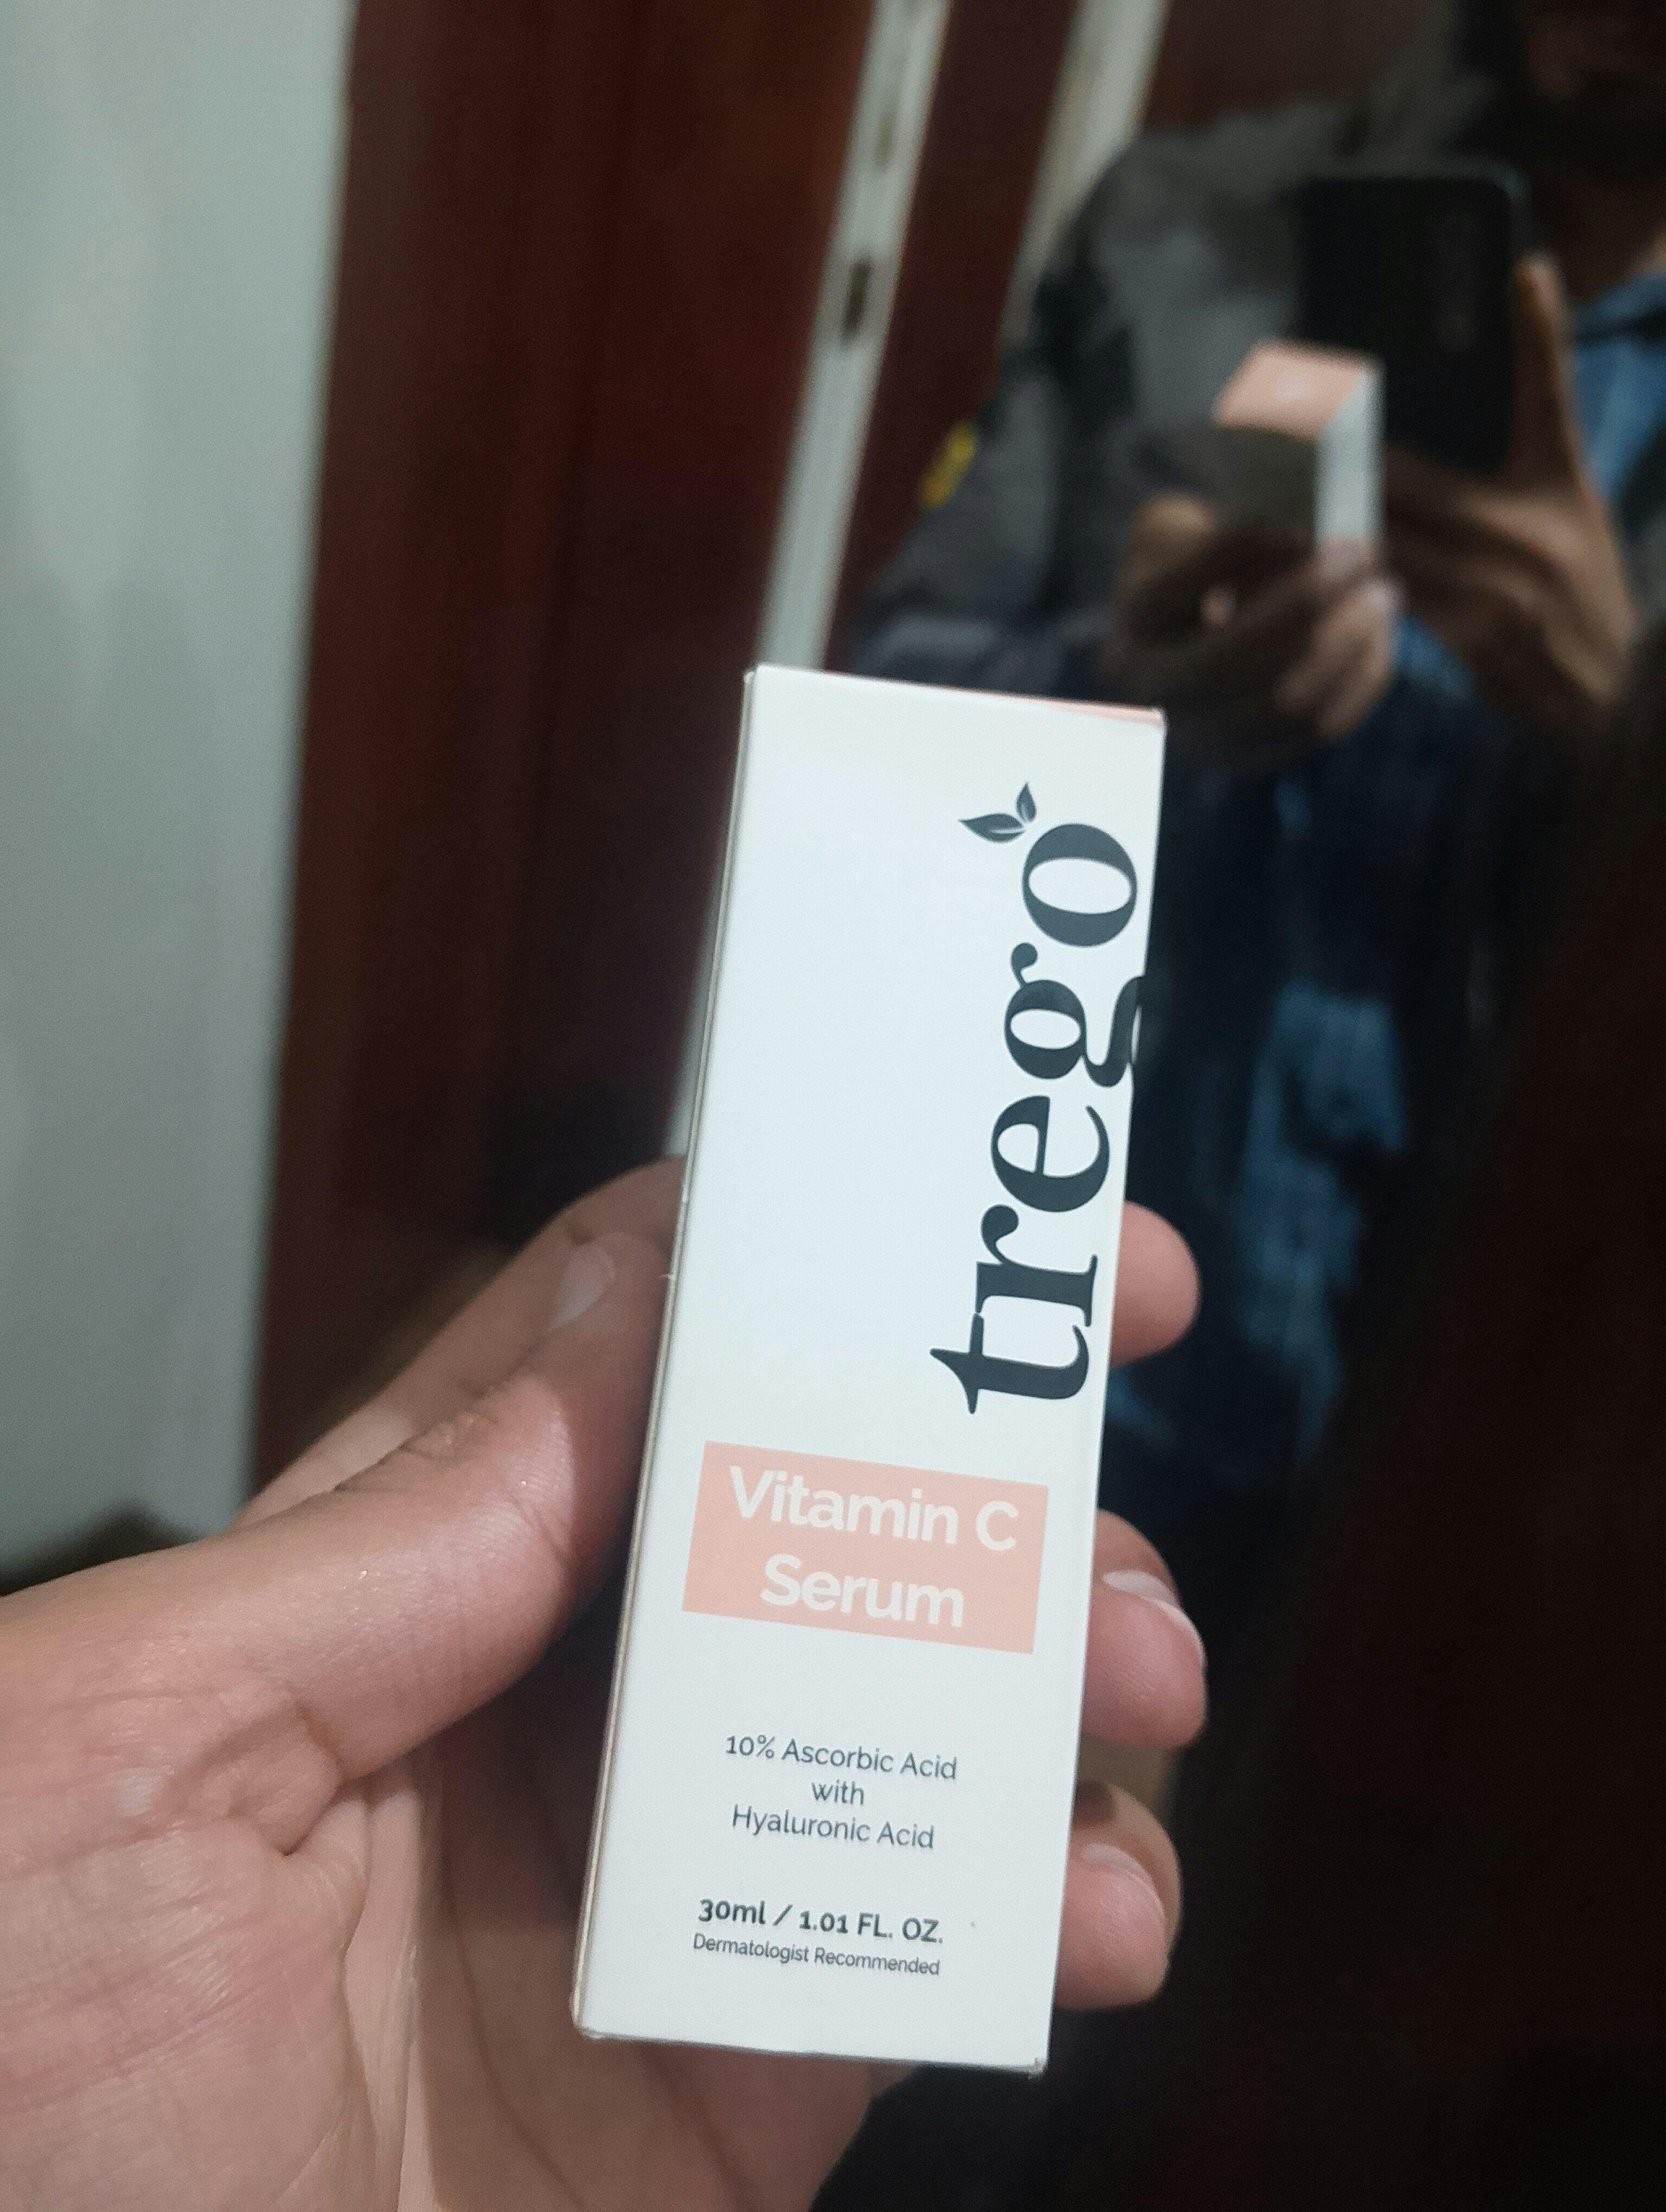 trego
Vitamin C
Serum
10% Ascorbic Acid
with
Hyaluronic Acid
30ml / 1.01 FL. OZ.
Dermatologist Recommended